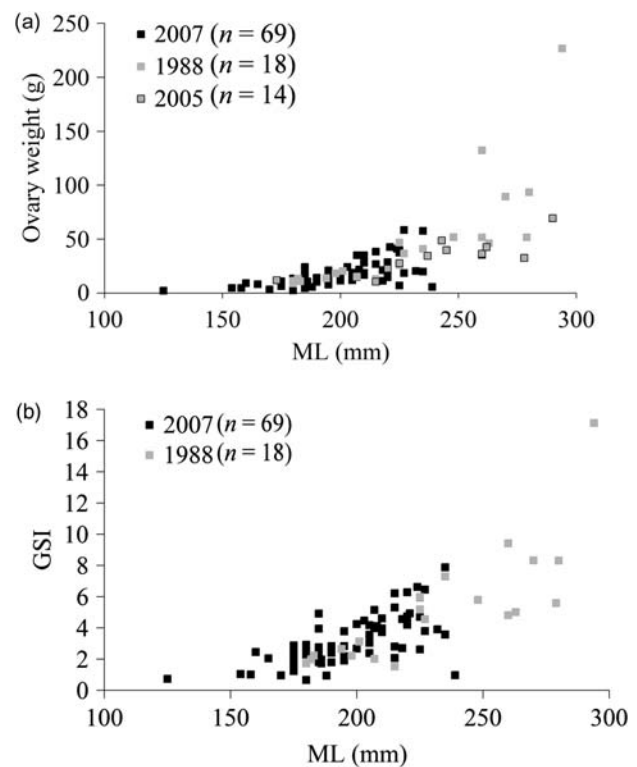 (a)
250
2007 (n = 69)
1988 (n = 18)
2005 (n = 14)
200
150
100
50
0
Ovary weight (g)
100 150 200 250 300
ML (mm)
(b)
18
2007 (n = 69)
1988 (n = 18)
16
14
12
10
8
6
4
2
0
GSI
100 150 200 250 300
ML (mm)